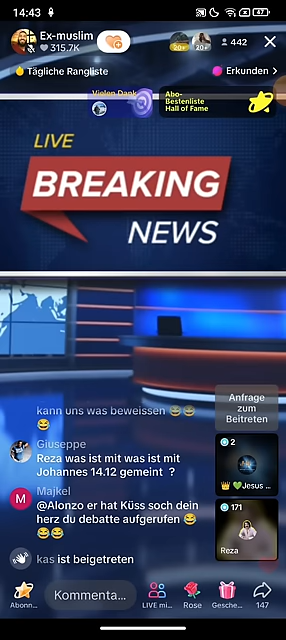 14:43
47
Ex-muslim
315.7K
20+
20+
442
Tägliche Rangliste
Erkunden >
Vielen Dank
Abo-
Bestenliste
Hall of Fame
LIVE
BREAKING
NEWS
kann uns was beweissen 😂😂
😂
Anfrage
zum
Beitreten
Giuseppe
Reza was ist mit was ist mit
Johannes 14.12 gemeint ?
2
👑 💚Jesus ...
M
Majkel
@Alonzo er hat Küss soch dein
herz du debatte aufgerufen 😂
😂😂
171
Reza
kas ist beigetreten
Abonn...
Kommenta...
LIVE mi...
Rose
Gesche...
147